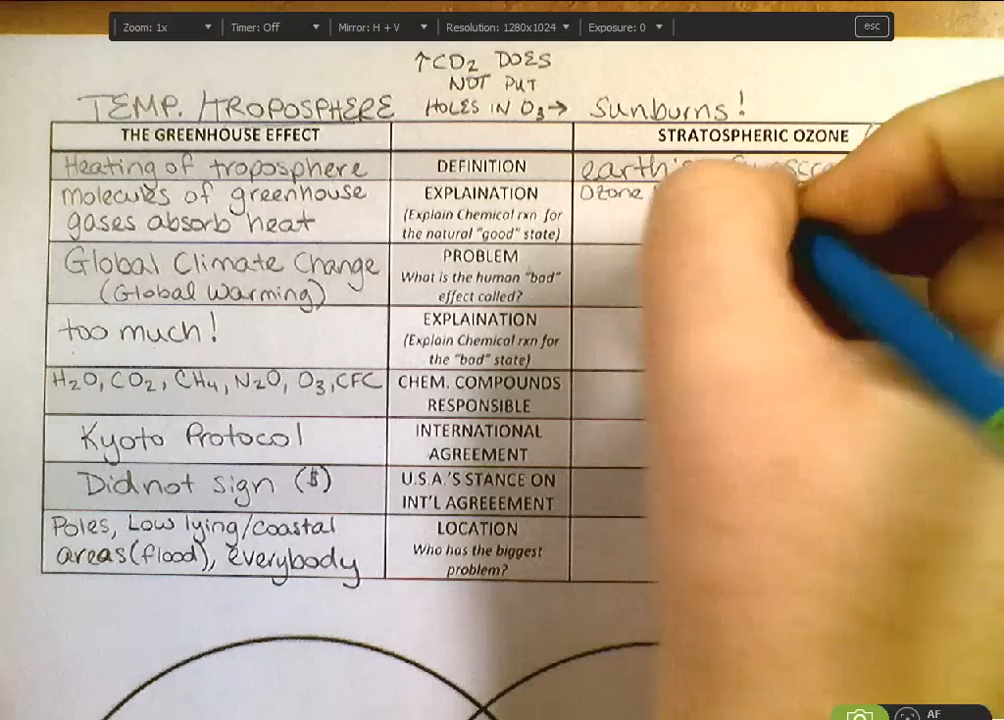 Zoom: 1x Timer: Off Mirror: H + V Resolution: 1280x1024 Exposure: 0 esc
↑CO2 DOES
NOT PUT
TEMP. /TROPOSPHERE HOLES IN O3→ Sunburns!
THE GREENHOUSE EFFECT STRATOSPHERIC OZONE
Heating of troposphere DEFINITION
molecules of greenhouse EXPLAINATION Ozone
gases absorb heat (Explain Chemical rxn for
the natural "good" state)
Global Climate Change PROBLEM
(Global Warming) What is the human "bad"
effect called?
too much! EXPLAINATION
(Explain Chemical rxn for
the "bad" state)
H2O, CO2, CH4, N2O, O3, CFC CHEM. COMPOUNDS
RESPONSIBLE
Kyoto Protocol INTERNATIONAL
AGREEMENT
Did not sign ($) U.S.A.'S STANCE ON
INT'L AGREEEMENT
Poles, Low lying/coastal LOCATION
areas(flood), everybody Who has the biggest
problem?
AF